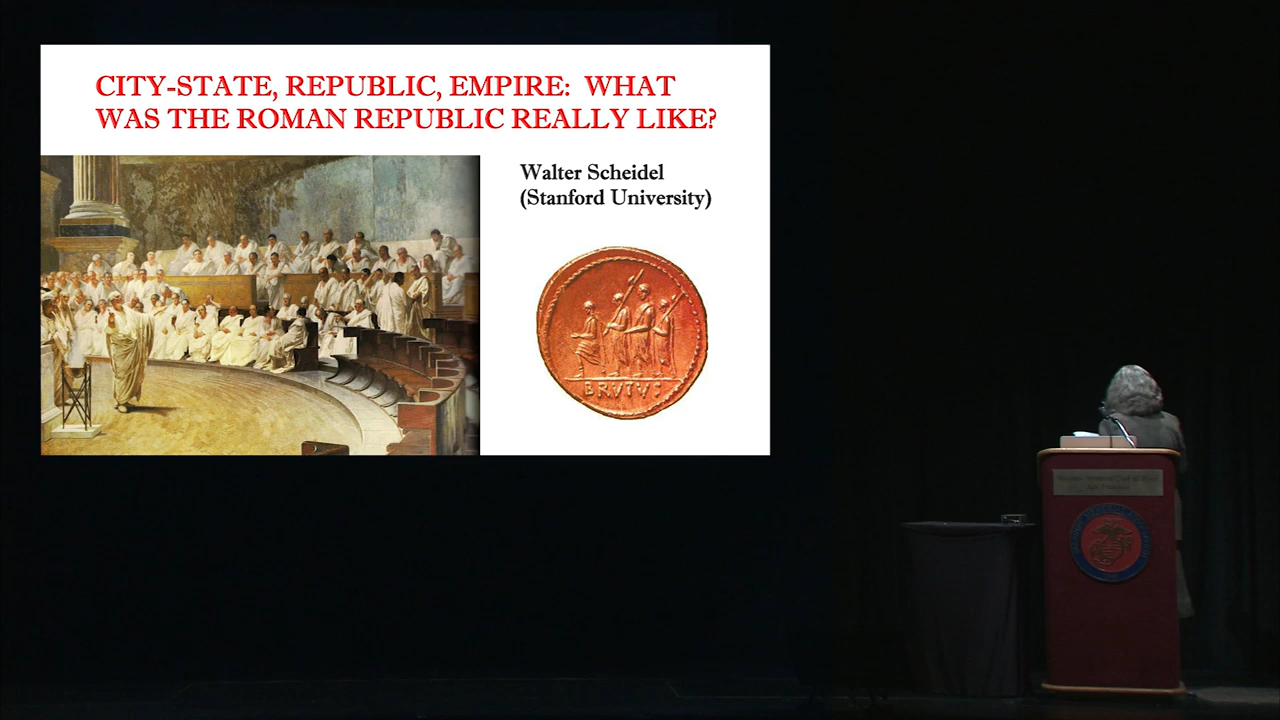 CITY-STATE, REPUBLIC, EMPIRE: WHAT
WAS THE ROMAN REPUBLIC REALLY LIKE?
Walter Scheidel
(Stanford University)
BRVTVS